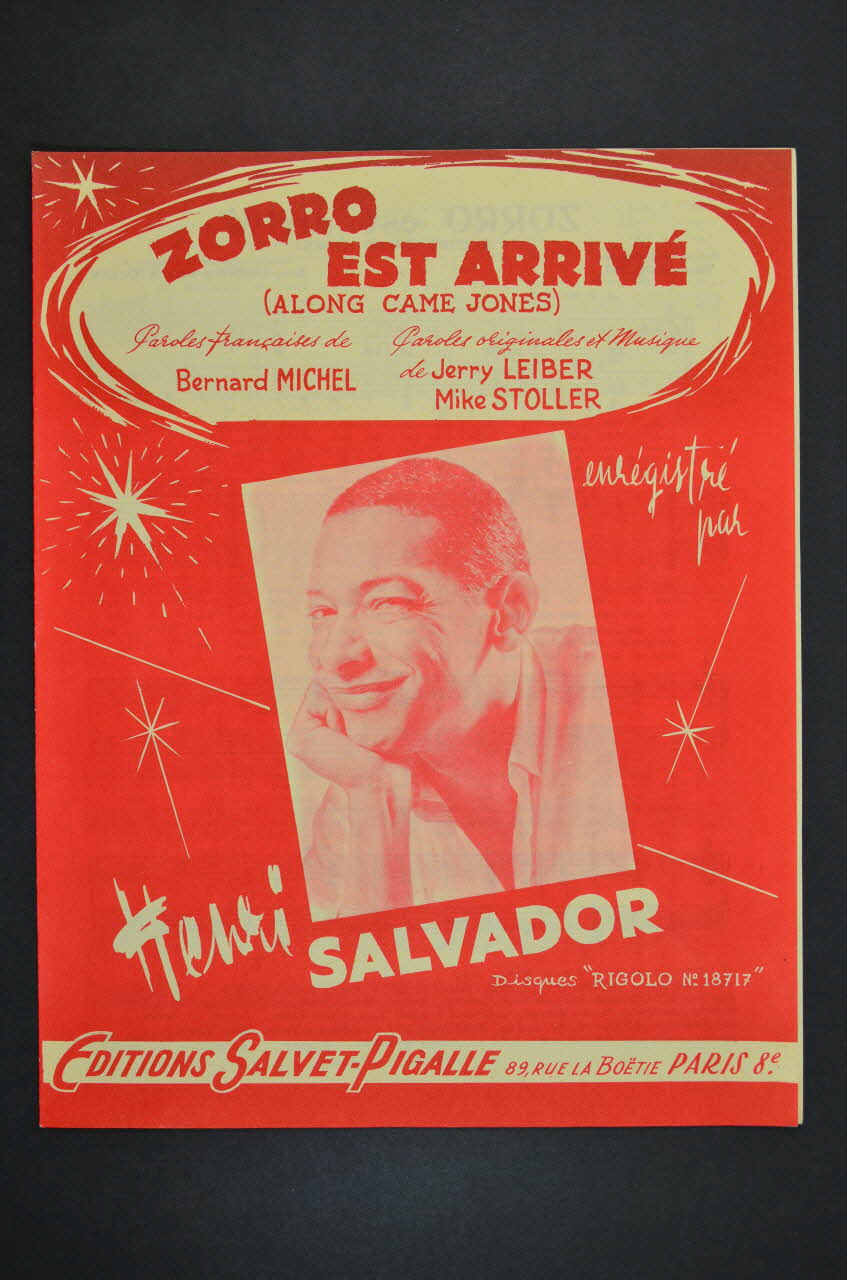 ZORRO
EST ARRIVÉ
(ALONG CAME JONES)
Paroles françaises de
Bernard MICHEL
Paroles originales et Musique
de Jerry LEIBER
Mike STOLLER
enrégistré
par
Henri
SALVADOR
Disques "RIGOLO Nº 18717"
EDITIONS SALVET-PIGALLE 89, RUE LA BOËTIE PARIS 8e.